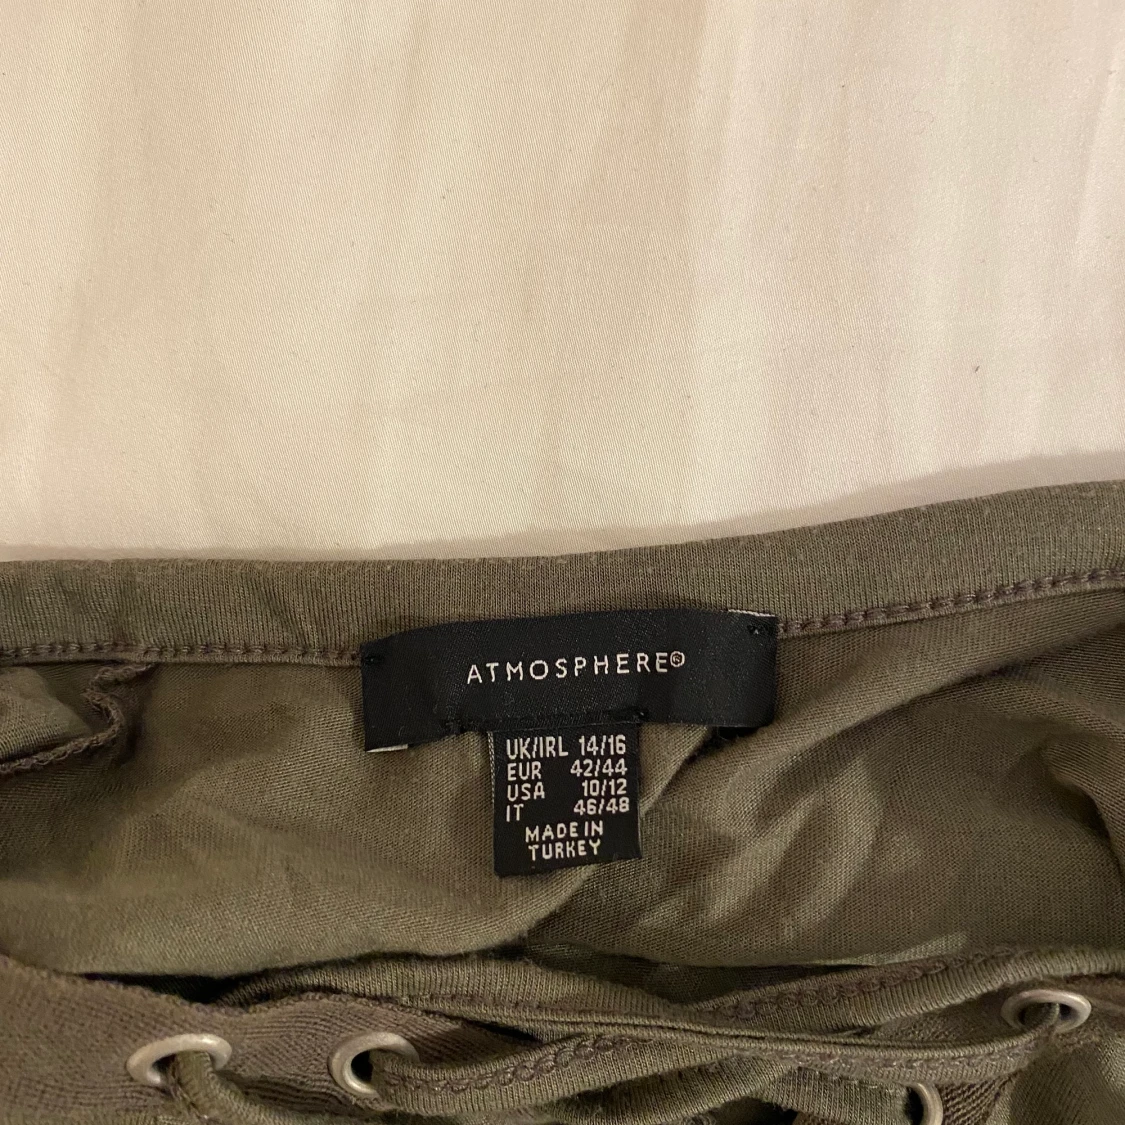 ATMOSPHERE®
UK/IRL 14/16
EUR 42/44
USA 10/12
IT 46/48
MADE IN
TURKEY